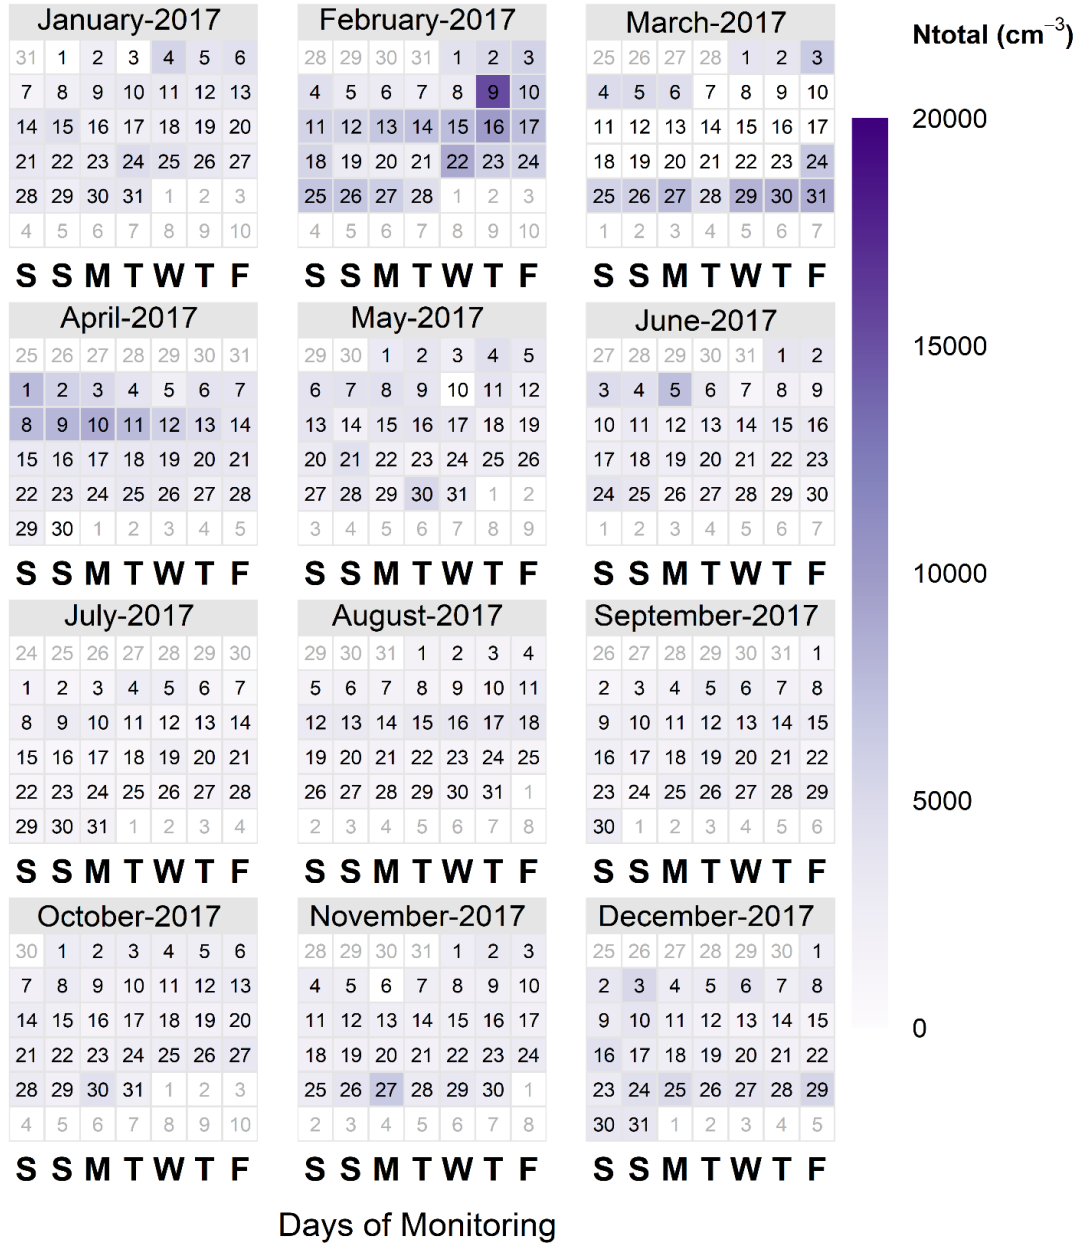 January-2017 February-2017 March-2017 Ntotal (cm⁻³)
31 1 2 3 4 5 6 28 29 30 31 1 2 3 25 26 27 28 1 2 3
7 8 9 10 11 12 13 4 5 6 7 8 9 10 4 5 6 7 8 9 10 20000
14 15 16 17 18 19 20 11 12 13 14 15 16 17 11 12 13 14 15 16 17
21 22 23 24 25 26 27 18 19 20 21 22 23 24 18 19 20 21 22 23 24
28 29 30 31 1 2 3 25 26 27 28 1 2 3 25 26 27 28 29 30 31
4 5 6 7 8 9 10 4 5 6 7 8 9 10 1 2 3 4 5 6 7
S S M T W T F S S M T W T F S S M T W T F
April-2017 May-2017 June-2017
25 26 27 28 29 30 31 29 30 1 2 3 4 5 27 28 29 30 31 1 2 15000
1 2 3 4 5 6 7 6 7 8 9 10 11 12 3 4 5 6 7 8 9
8 9 10 11 12 13 14 13 14 15 16 17 18 19 10 11 12 13 14 15 16
15 16 17 18 19 20 21 20 21 22 23 24 25 26 17 18 19 20 21 22 23
22 23 24 25 26 27 28 27 28 29 30 31 1 2 24 25 26 27 28 29 30
29 30 1 2 3 4 5 3 4 5 6 7 8 9 1 2 3 4 5 6 7
S S M T W T F S S M T W T F S S M T W T F 10000
July-2017 August-2017 September-2017
24 25 26 27 28 29 30 29 30 31 1 2 3 4 26 27 28 29 30 31 1
1 2 3 4 5 6 7 5 6 7 8 9 10 11 2 3 4 5 6 7 8
8 9 10 11 12 13 14 12 13 14 15 16 17 18 9 10 11 12 13 14 15
15 16 17 18 19 20 21 19 20 21 22 23 24 25 16 17 18 19 20 21 22
22 23 24 25 26 27 28 26 27 28 29 30 31 1 23 24 25 26 27 28 29 5000
29 30 31 1 2 3 4 2 3 4 5 6 7 8 30 1 2 3 4 5 6
S S M T W T F S S M T W T F S S M T W T F
October-2017 November-2017 December-2017
30 1 2 3 4 5 6 28 29 30 31 1 2 3 25 26 27 28 29 30 1
7 8 9 10 11 12 13 4 5 6 7 8 9 10 2 3 4 5 6 7 8
14 15 16 17 18 19 20 11 12 13 14 15 16 17 9 10 11 12 13 14 15 0
21 22 23 24 25 26 27 18 19 20 21 22 23 24 16 17 18 19 20 21 22
28 29 30 31 1 2 3 25 26 27 28 29 30 1 23 24 25 26 27 28 29
4 5 6 7 8 9 10 2 3 4 5 6 7 8 30 31 1 2 3 4 5
S S M T W T F S S M T W T F S S M T W T F
Days of Monitoring